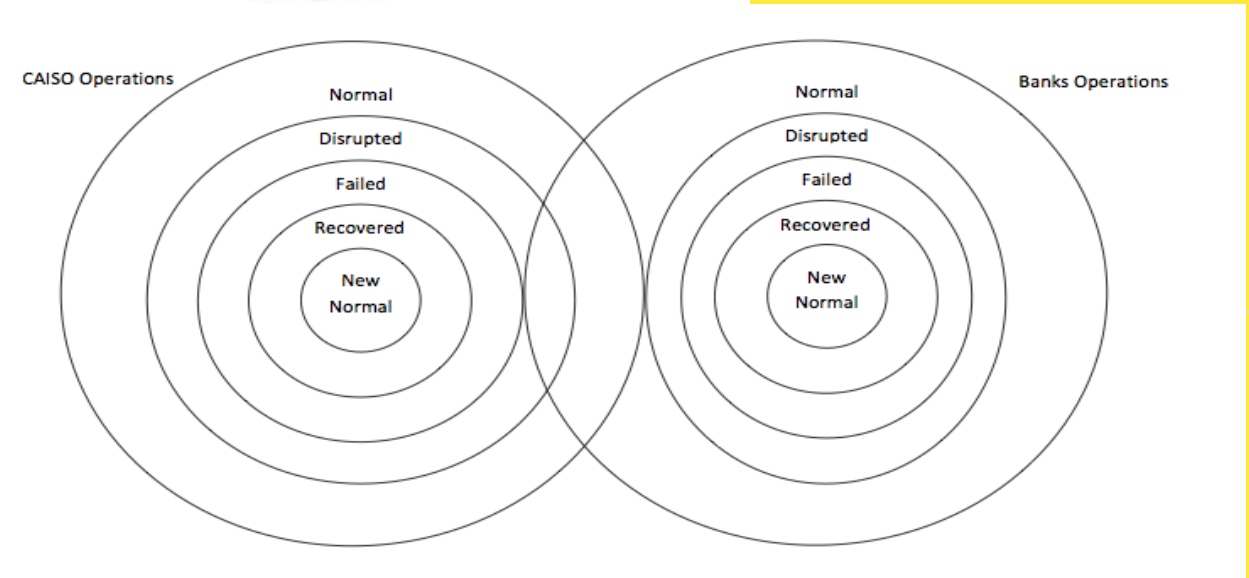 CAISO Operations
Normal
Disrupted
Failed
Recovered
New
Normal
Banks Operations
Normal
Disrupted
Failed
Recovered
New
Normal